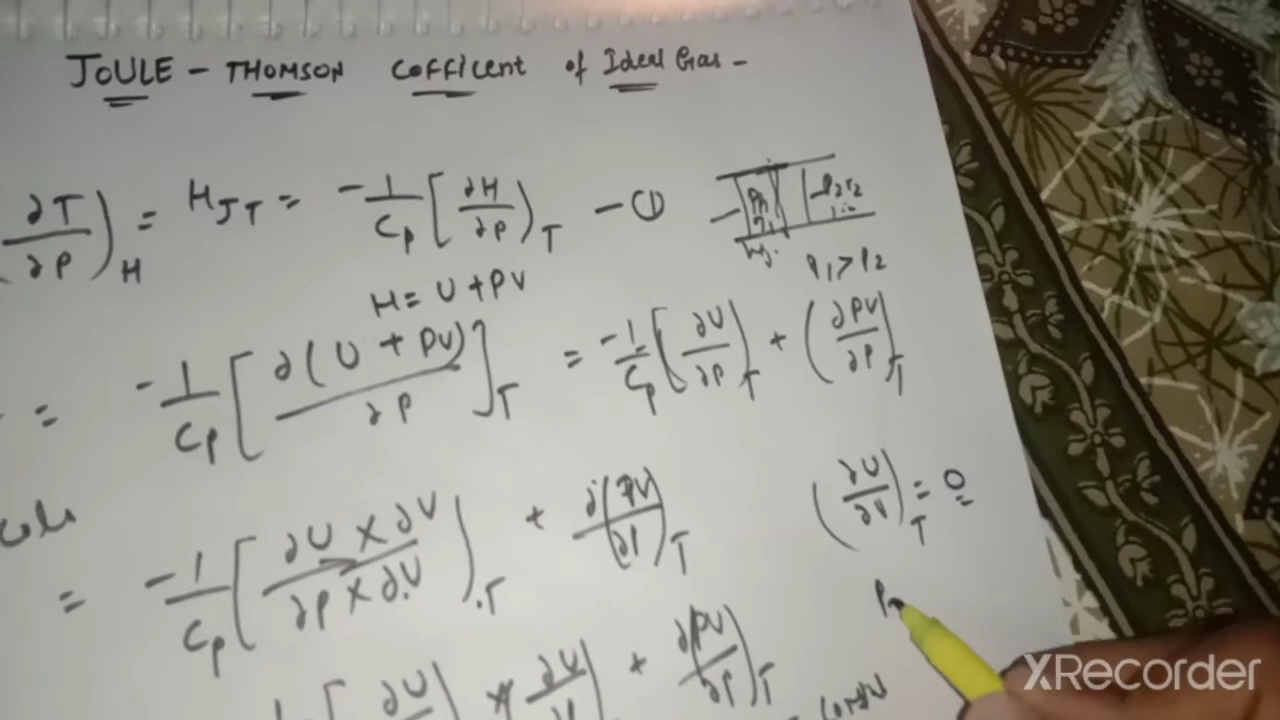 JOULE - THOMSON COFFICENT of Ideal Gas -
∂T/∂P)H = HJT = -1/CP [∂H/∂P)T - ①
P1 > P2
H = U + PV
= -1/CP [∂(U + PV)/∂P]T = -1/CP [∂U/∂P)T + (∂PV/∂P)T
(∂U/∂V)T = 0
= -1/CP [∂U X ∂V/∂P X ∂V).T + ∂(PV)/∂P)T
P
[∂U/ ) × ∂V/ ) + ∂PV/∂P)T
XRecorder